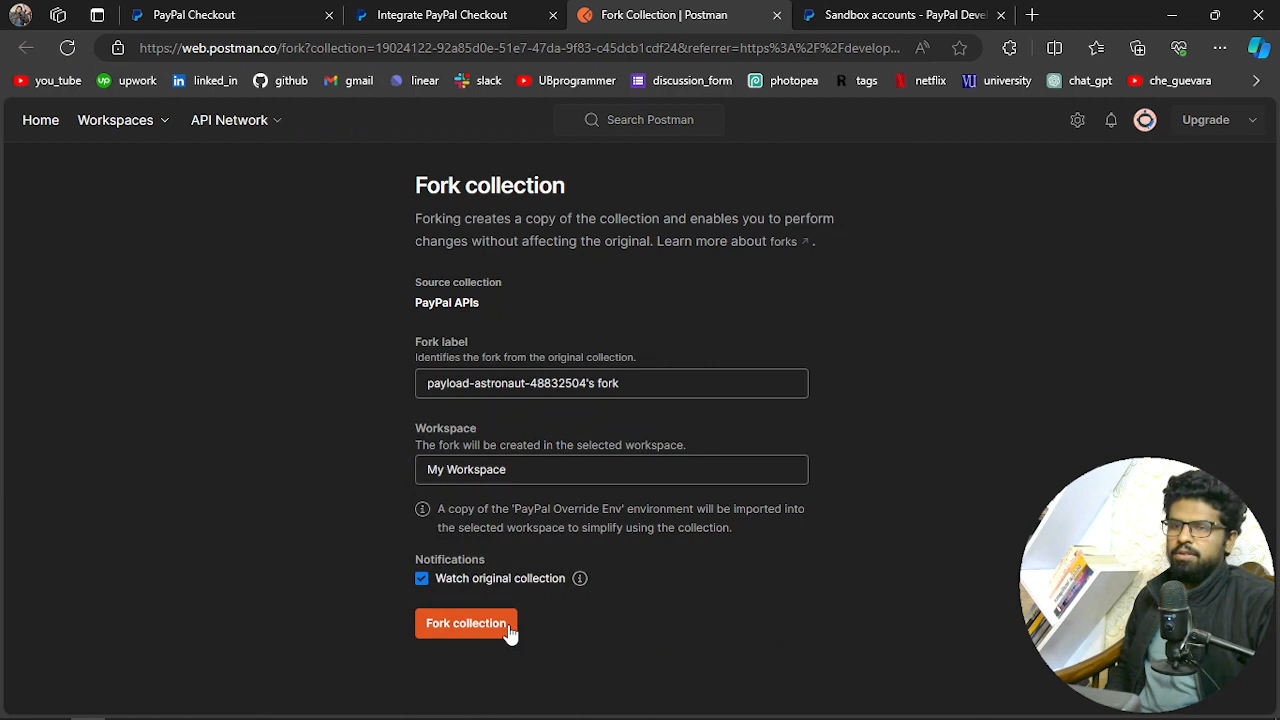 PayPal Checkout
Integrate PayPal Checkout
Fork Collection | Postman
Sandbox accounts - PayPal Deve
https://web.postman.co/fork?collection=19024122-92a85d0e-51e7-47da-9f83-c45dcb1cdf24&referrer=https%3A%2F%2Fdevelop...
you_tube
upwork
linked_in
github
gmail
linear
slack
UBprogrammer
discussion_form
photopea
tags
netflix
university
chat_gpt
che_guevara
Home
Workspaces
API Network
Search Postman
Upgrade
Fork collection
Forking creates a copy of the collection and enables you to perform
changes without affecting the original. Learn more about forks ↗ .
Source collection
PayPal APIs
Fork label
Identifies the fork from the original collection.
payload-astronaut-48832504's fork
Workspace
The fork will be created in the selected workspace.
My Workspace
A copy of the 'PayPal Override Env' environment will be imported into
the selected workspace to simplify using the collection.
Notifications
Watch original collection
Fork collection